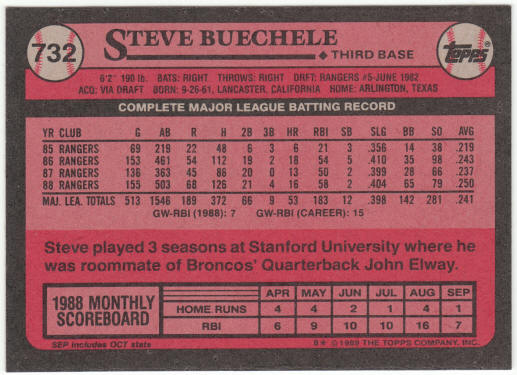 732
STEVE BUECHELE
THIRD BASE
TOPPS
6'2" 190 lb. BATS: RIGHT THROWS: RIGHT DRFT: RANGERS #5-JUNE 1982
ACQ: VIA DRAFT BORN: 9-26-61, LANCASTER, CALIFORNIA HOME: ARLINGTON, TEXAS
COMPLETE MAJOR LEAGUE BATTING RECORD
YR CLUB G AB R H 2B 3B HR RBI SB SLG BB SO AVG
85 RANGERS 69 219 22 48 6 3 6 21 3 .356 14 38 .219
86 RANGERS 153 461 54 112 19 2 18 54 5 .410 35 98 .243
87 RANGERS 136 363 45 86 20 0 13 50 2 .399 28 66 .237
88 RANGERS 155 503 68 126 21 4 16 58 2 .404 65 79 .250
MAJ. LEA. TOTALS 513 1546 189 372 66 9 53 183 12 .398 142 281 .241
GW-RBI (1988): 7 GW-RBI (CAREER): 15
Steve played 3 seasons at Stanford University where he
was roommate of Broncos' Quarterback John Elway.
1988 MONTHLY SCOREBOARD
APR MAY JUN JUL AUG SEP
HOME RUNS 4 4 2 1 4 1
RBI 6 9 10 10 16 7
SEP includes OCT stats
© 1989 THE TOPPS COMPANY, INC.